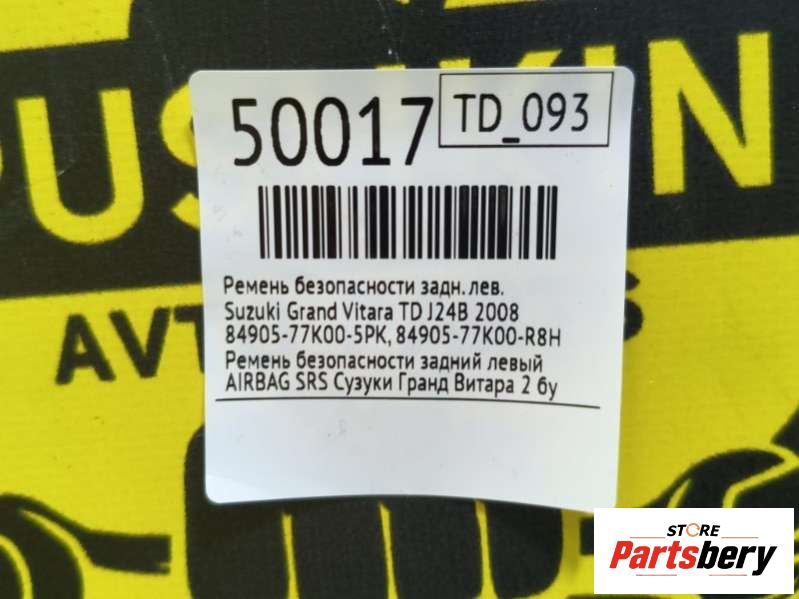 50017
TD_093
Ремень безопасности задн. лев.
Suzuki Grand Vitara TD J24B 2008
84905-77K00-5PK, 84905-77K00-R8H
Ремень безопасности задний левый
AIRBAG SRS Сузуки Гранд Витара 2 бу
STORE
Partsbery